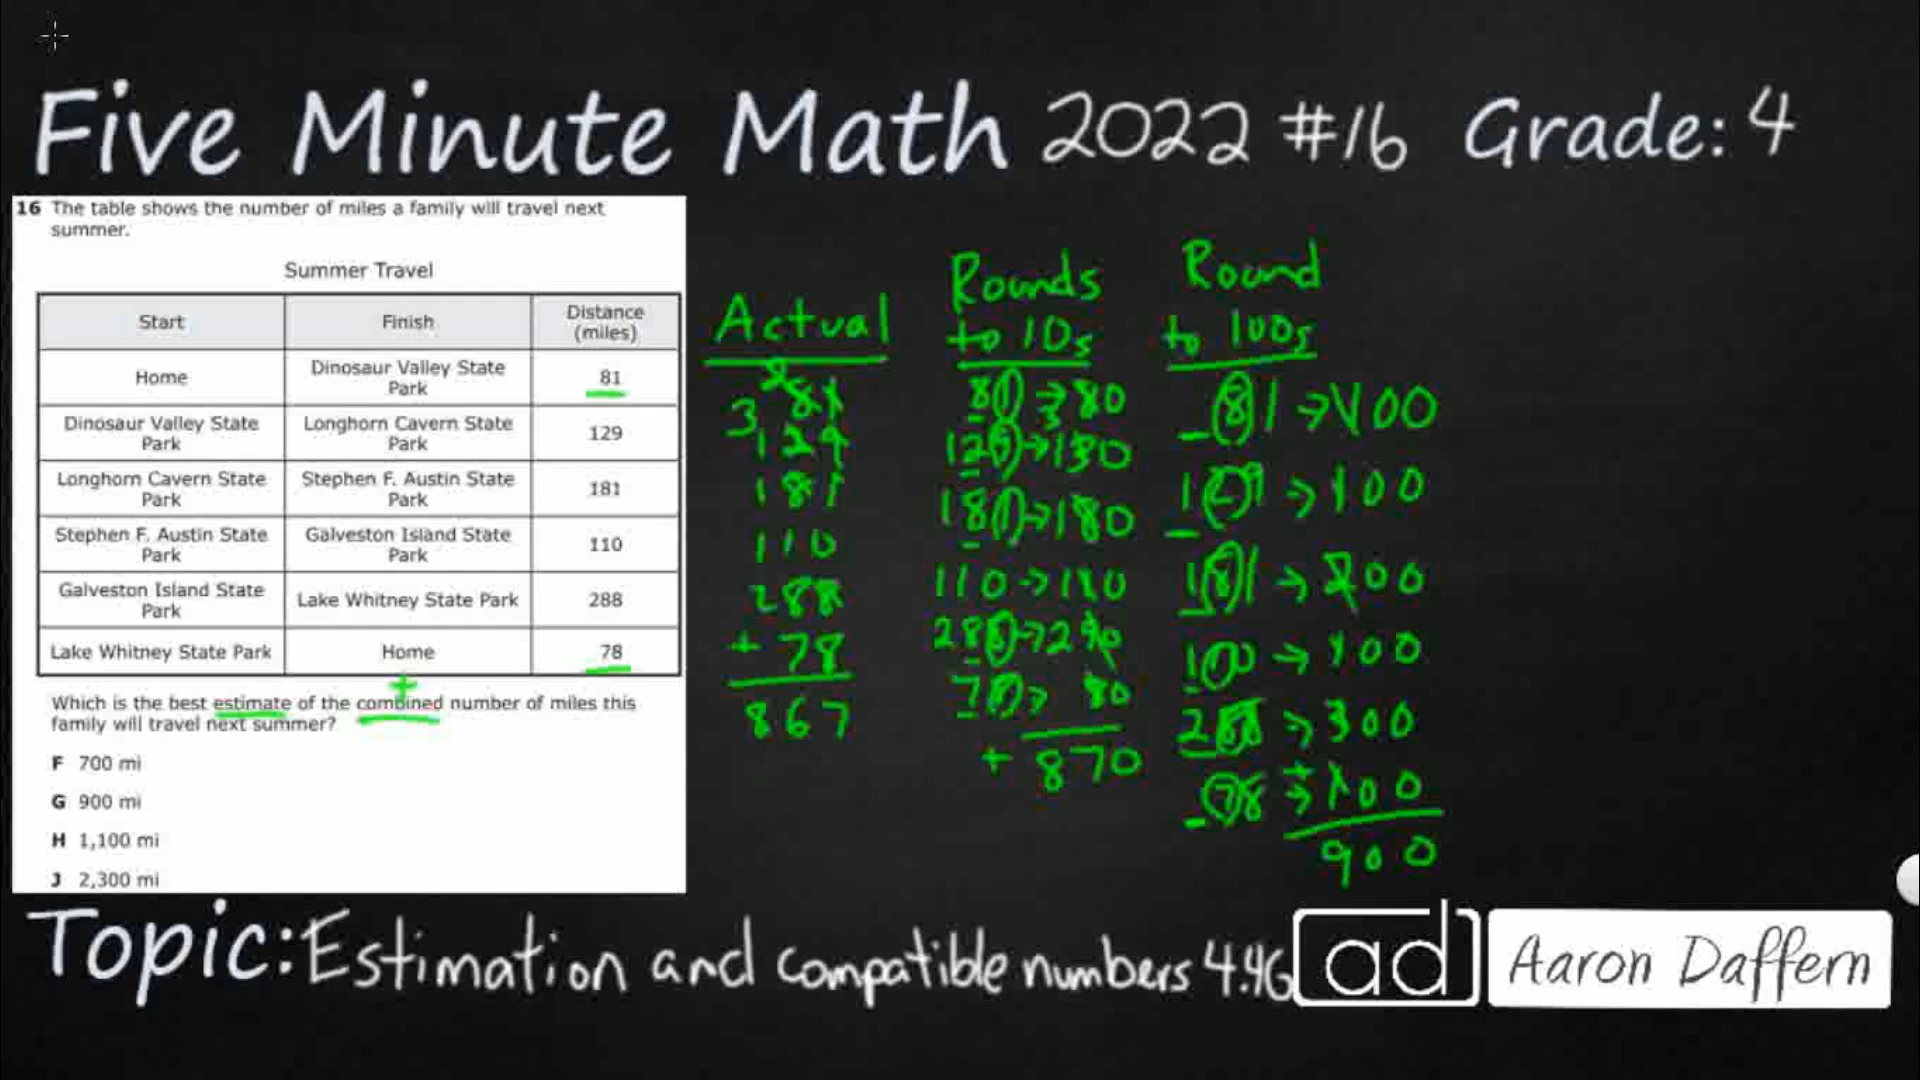 Five Minute Math 2022 #16 Grade: 4
16 The table shows the number of miles a family will travel next
summer.
Summer Travel
Start Finish Distance
(miles)
Home Dinosaur Valley State
Park 81
Dinosaur Valley State
Park Longhorn Cavern State
Park 129
Longhorn Cavern State
Park Stephen F. Austin State
Park 181
Stephen F. Austin State
Park Galveston Island State
Park 110
Galveston Island State
Park Lake Whitney State Park 288
Lake Whitney State Park Home 78
+
Which is the best estimate of the combined number of miles this
family will travel next summer?
F 700 mi
G 900 mi
H 1,100 mi
J 2,300 mi
Actual
81
129
181
110
288
+ 78
867
Rounds
to 10s
→ 80
→ 130
181 → 180
110 →
→
→ 80
+ 870
Round
to 100s
81 → 100
129 → 100
181 → 200
→ 100
288 → 300
78 → + 100
900
Topic: Estimation and compatible numbers 4.4G
ad Aaron Daffern